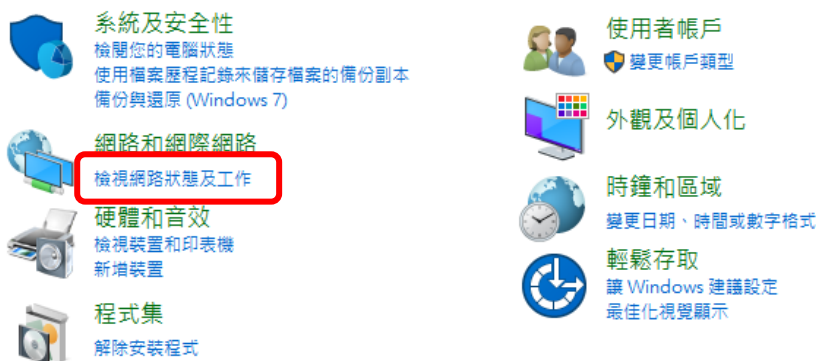 系統及安全性
檢閱您的電腦狀態
使用檔案歷程記錄來儲存檔案的備份副本
備份與還原 (Windows 7)
網路和網際網路
檢視網路狀態及工作
硬體和音效
檢視裝置和印表機
新增裝置
程式集
解除安裝程式
使用者帳戶
變更帳戶類型
外觀及個人化
時鐘和區域
變更日期、時間或數字格式
輕鬆存取
讓 Windows 建議設定
最佳化視覺顯示